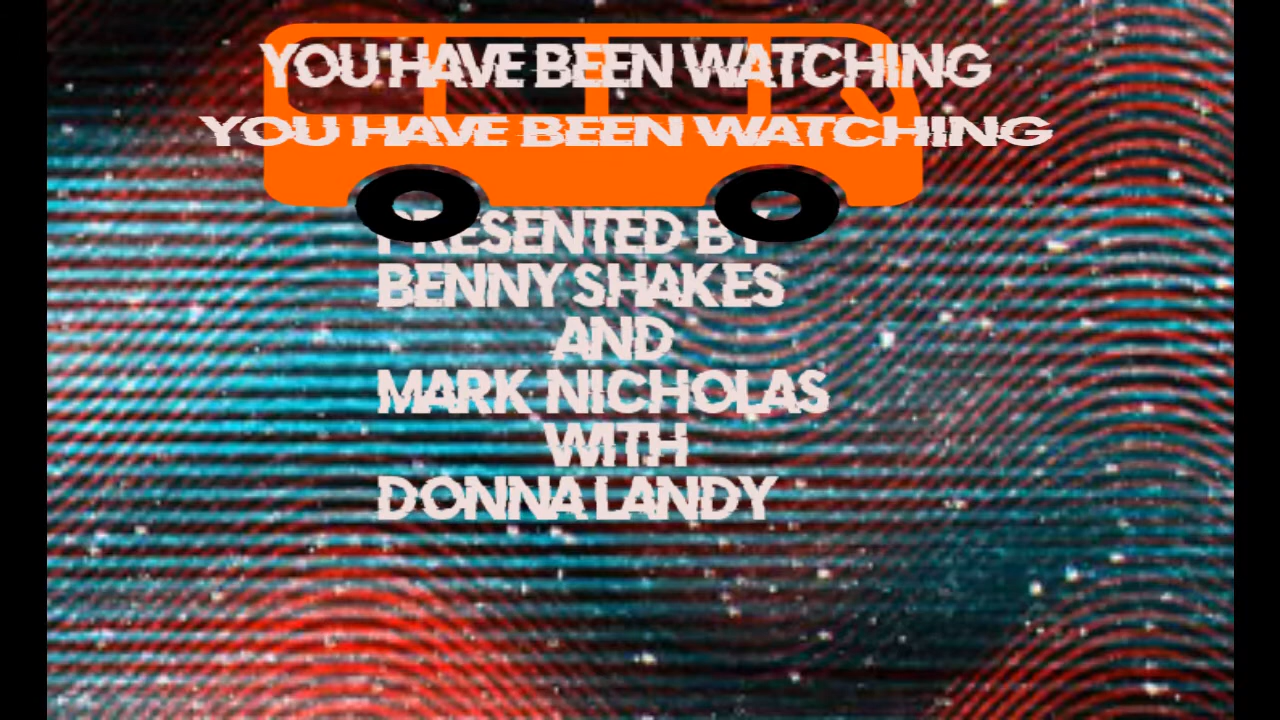 YOU HAVE BEEN WATCHING
YOU HAVE BEEN WATCHING
PRESENTED BY
BENNY SHAKES
AND
MARK NICHOLAS
WITH
DONNA LANDY